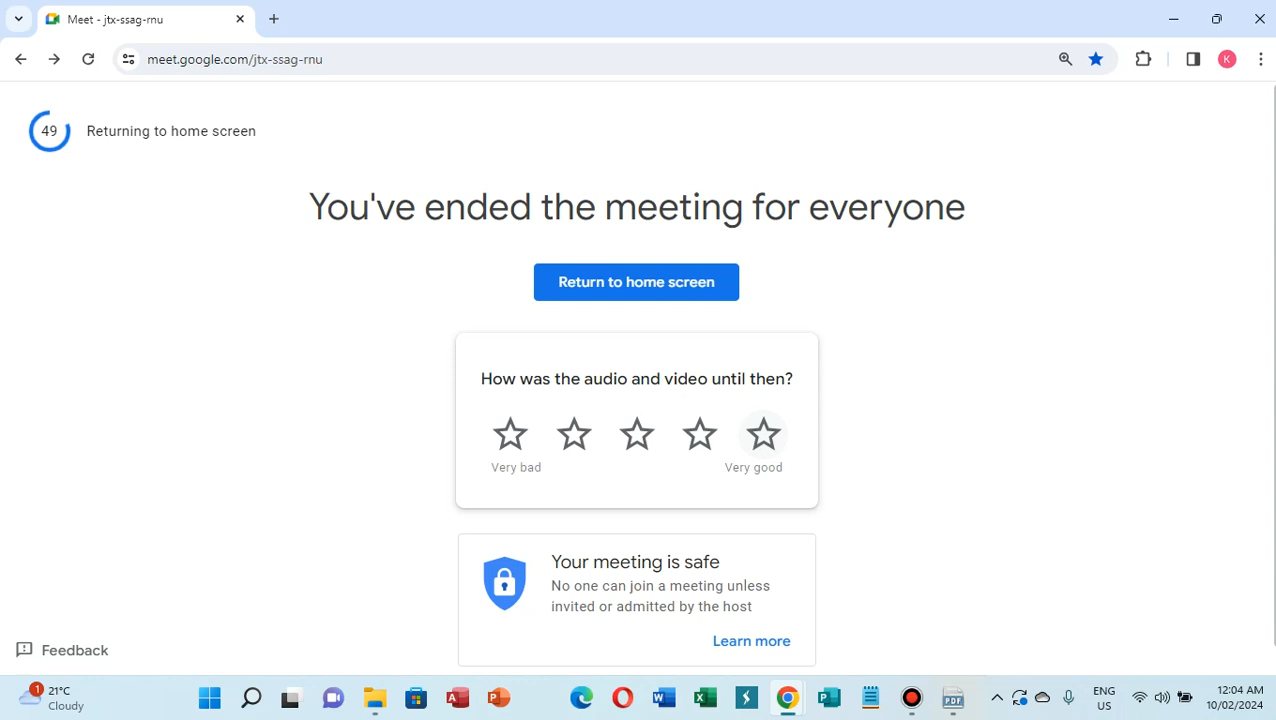 Meet - jtx-ssag-rnu
meet.google.com/jtx-ssag-rnu
K
49
Returning to home screen
You've ended the meeting for everyone
Return to home screen
How was the audio and video until then?
Very bad
Very good
Your meeting is safe
No one can join a meeting unless
invited or admitted by the host
Learn more
Feedback
1
21°C
Cloudy
A
P
W
X
P
PDF
ENG
US
12:04 AM
10/02/2024